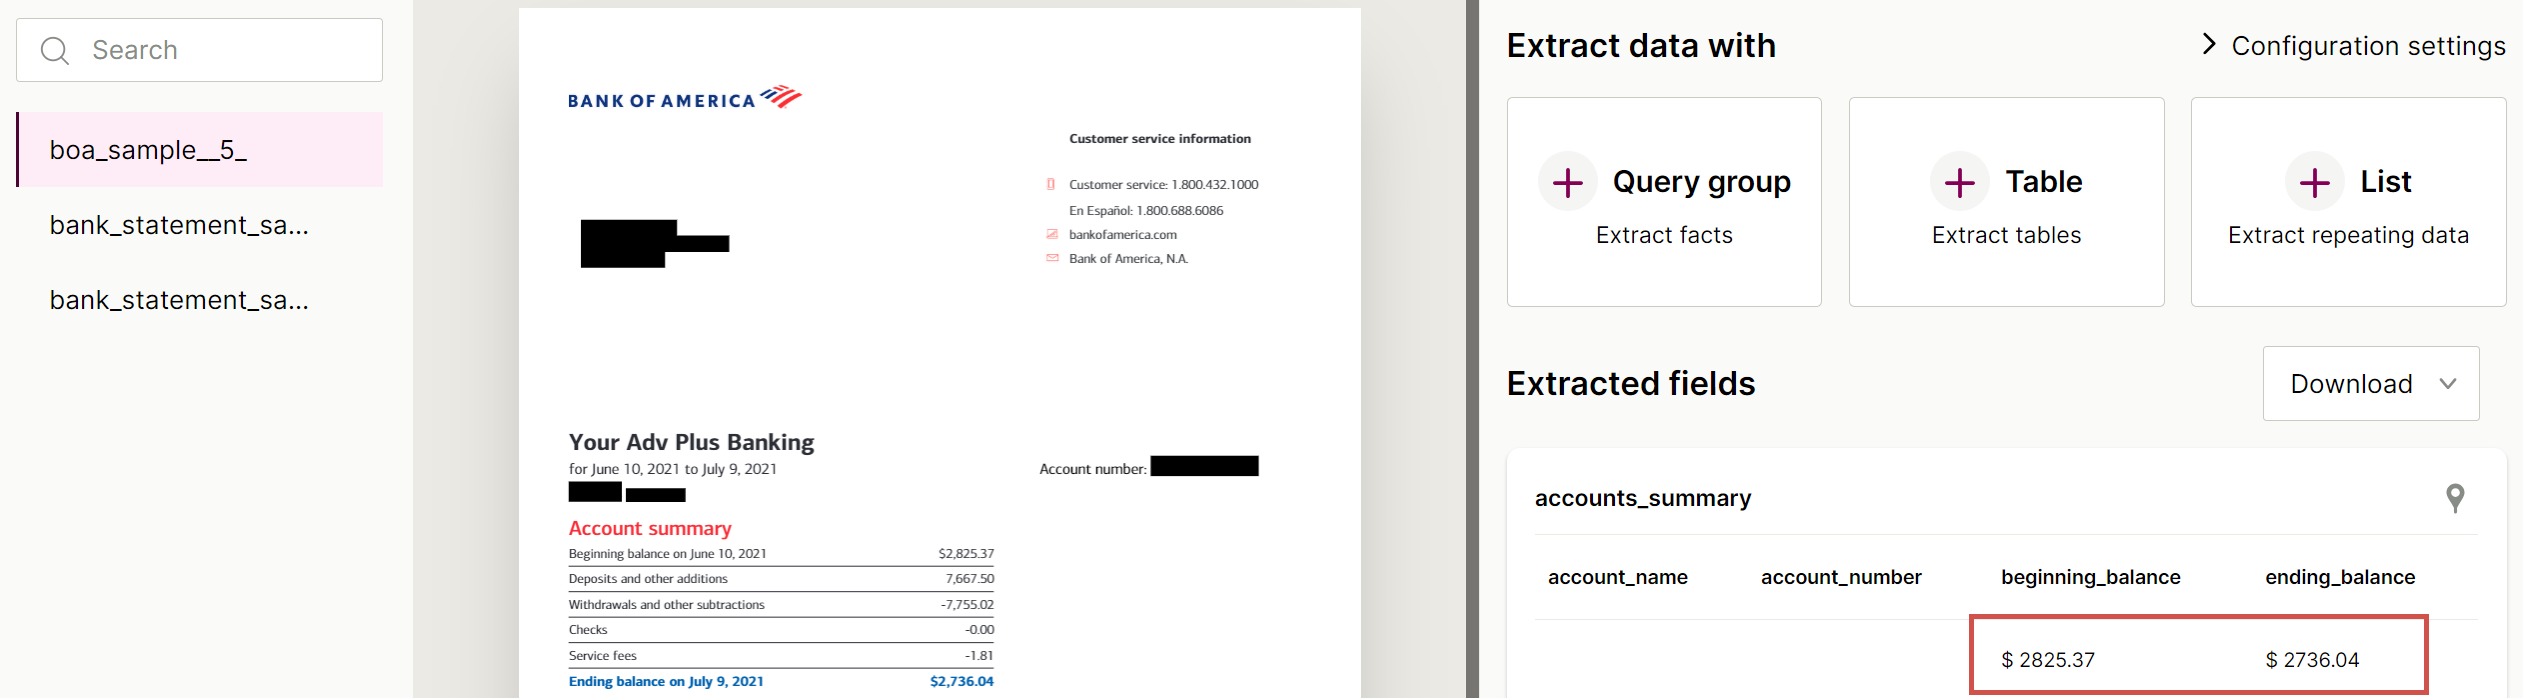 Search
boa_sample__5_
bank_statement_sa...
bank_statement_sa...
BANK OF AMERICA
Customer service information
Customer service: 1.800.432.1000
En Español: 1.800.688.6086
bankofamerica.com
Bank of America, N.A.
Your Adv Plus Banking
for June 10, 2021 to July 9, 2021
Account number:
Account summary
Beginning balance on June 10, 2021 $2,825.37
Deposits and other additions 7,667.50
Withdrawals and other subtractions -7,755.02
Checks -0.00
Service fees -1.81
Ending balance on July 9, 2021 $2,736.04
Extract data with
Configuration settings
Query group
Extract facts
Table
Extract tables
List
Extract repeating data
Extracted fields
Download
accounts_summary
account_name account_number beginning_balance ending_balance
$ 2825.37 $ 2736.04